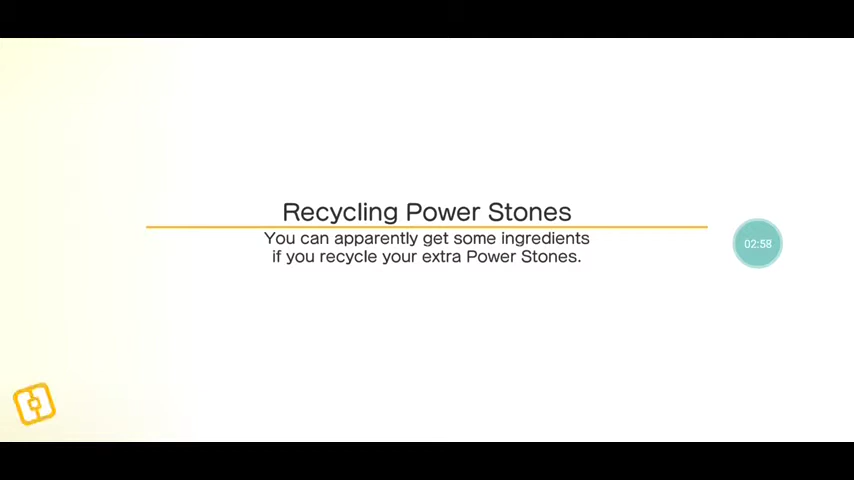 Recycling Power Stones
You can apparently get some ingredients
if you recycle your extra Power Stones.
02:58